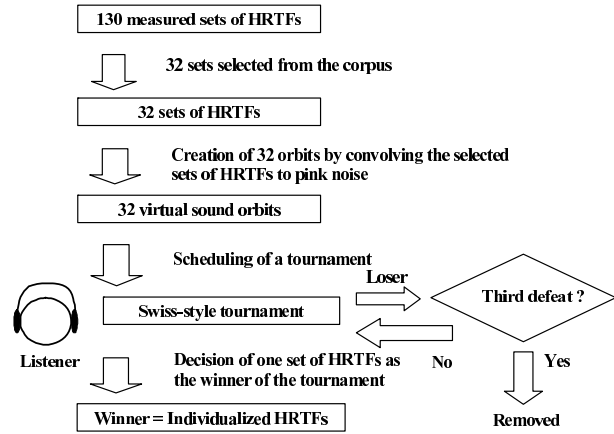 130 measured sets of HRTFs
32 sets selected from the corpus
32 sets of HRTFs
Creation of 32 orbits by convolving the selected
sets of HRTFs to pink noise
32 virtual sound orbits
Scheduling of a tournament
Loser
Third defeat ?
Swiss-style tournament
Listener
Decision of one set of HRTFs as
the winner of the tournament
No
Yes
Winner = Individualized HRTFs
Removed